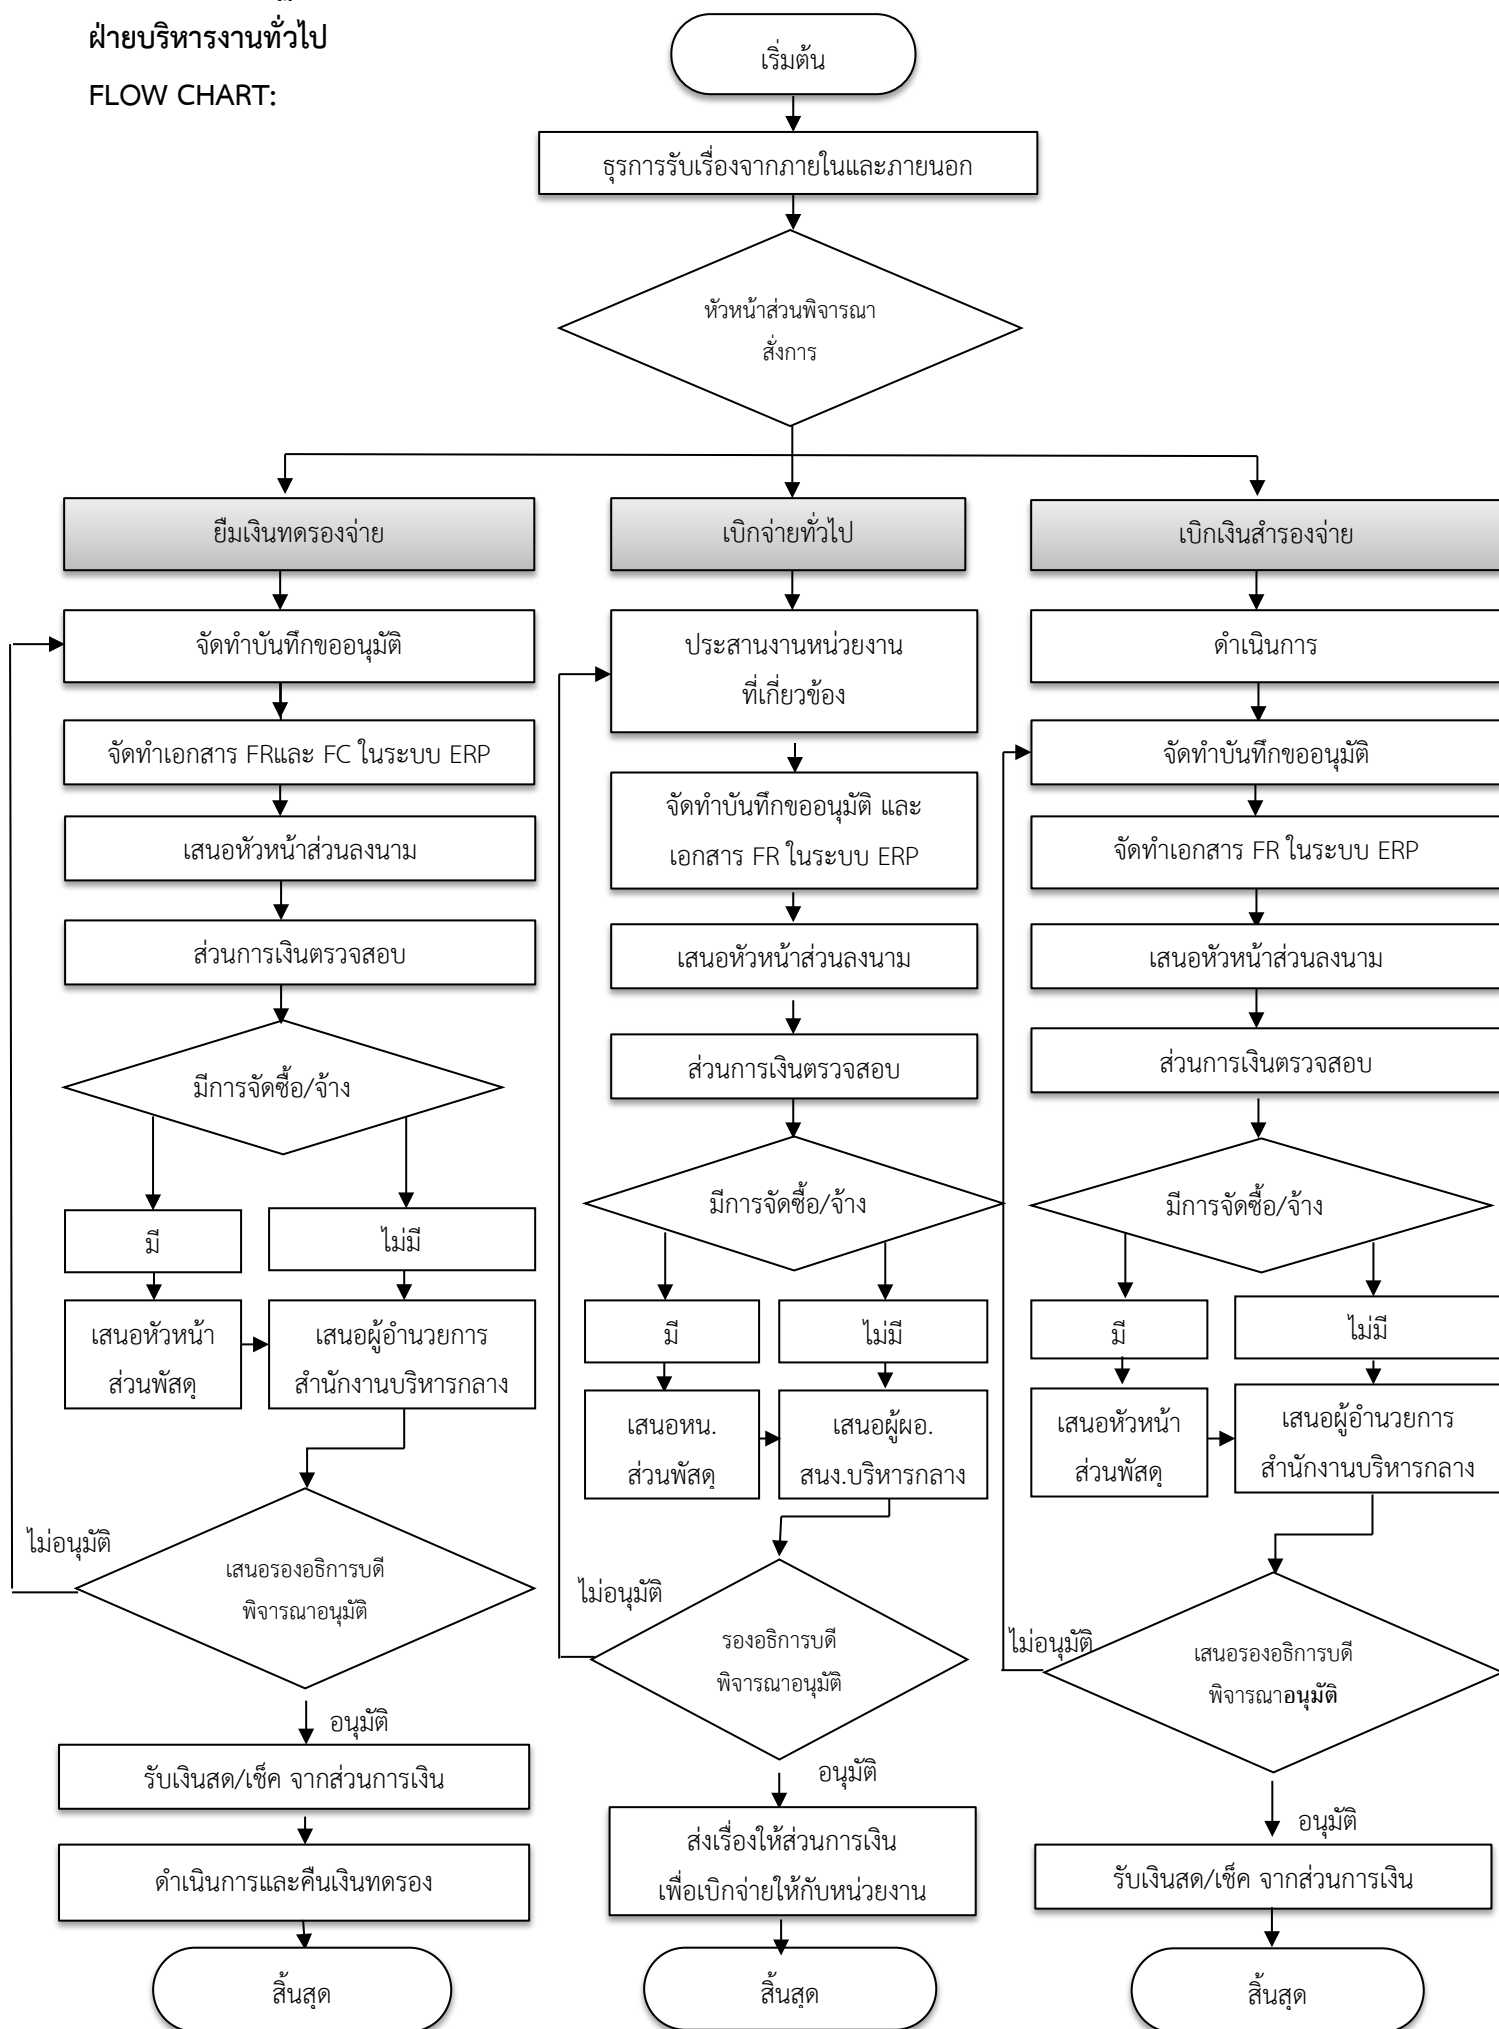 ฝ่ายบริหารงานทั่วไป
FLOW CHART:
เริ่มต้น
ธุรการรับเรื่องจากภายในและภายนอก
หัวหน้าส่วนพิจารณา
สั่งการ
ยืมเงินทดรองจ่าย
จัดทำบันทึกขออนุมัติ
จัดทำเอกสาร FRและ FC ในระบบ ERP
เสนอหัวหน้าส่วนลงนาม
ส่วนการเงินตรวจสอบ
มีการจัดซื้อ/จ้าง
มี
ไม่มี
เสนอหัวหน้า
ส่วนพัสดุ
เสนอผู้อำนวยการ
สำนักงานบริหารกลาง
ไม่อนุมัติ
เสนอรองอธิการบดี
พิจารณาอนุมัติ
อนุมัติ
รับเงินสด/เช็ค จากส่วนการเงิน
ดำเนินการและคืนเงินทดรอง
สิ้นสุด
เบิกจ่ายทั่วไป
ประสานงานหน่วยงาน
ที่เกี่ยวข้อง
จัดทำบันทึกขออนุมัติ และ
เอกสาร FR ในระบบ ERP
เสนอหัวหน้าส่วนลงนาม
ส่วนการเงินตรวจสอบ
มีการจัดซื้อ/จ้าง
มี
ไม่มี
เสนอหน.
ส่วนพัสดุ
เสนอผู้ผอ.
สนง.บริหารกลาง
ไม่อนุมัติ
รองอธิการบดี
พิจารณาอนุมัติ
อนุมัติ
ส่งเรื่องให้ส่วนการเงิน
เพื่อเบิกจ่ายให้กับหน่วยงาน
สิ้นสุด
เบิกเงินสำรองจ่าย
ดำเนินการ
จัดทำบันทึกขออนุมัติ
จัดทำเอกสาร FR ในระบบ ERP
เสนอหัวหน้าส่วนลงนาม
ส่วนการเงินตรวจสอบ
มีการจัดซื้อ/จ้าง
มี
ไม่มี
เสนอหัวหน้า
ส่วนพัสดุ
เสนอผู้อำนวยการ
สำนักงานบริหารกลาง
ไม่อนุมัติ
เสนอรองอธิการบดี
พิจารณาอนุมัติ
อนุมัติ
รับเงินสด/เช็ค จากส่วนการเงิน
สิ้นสุด